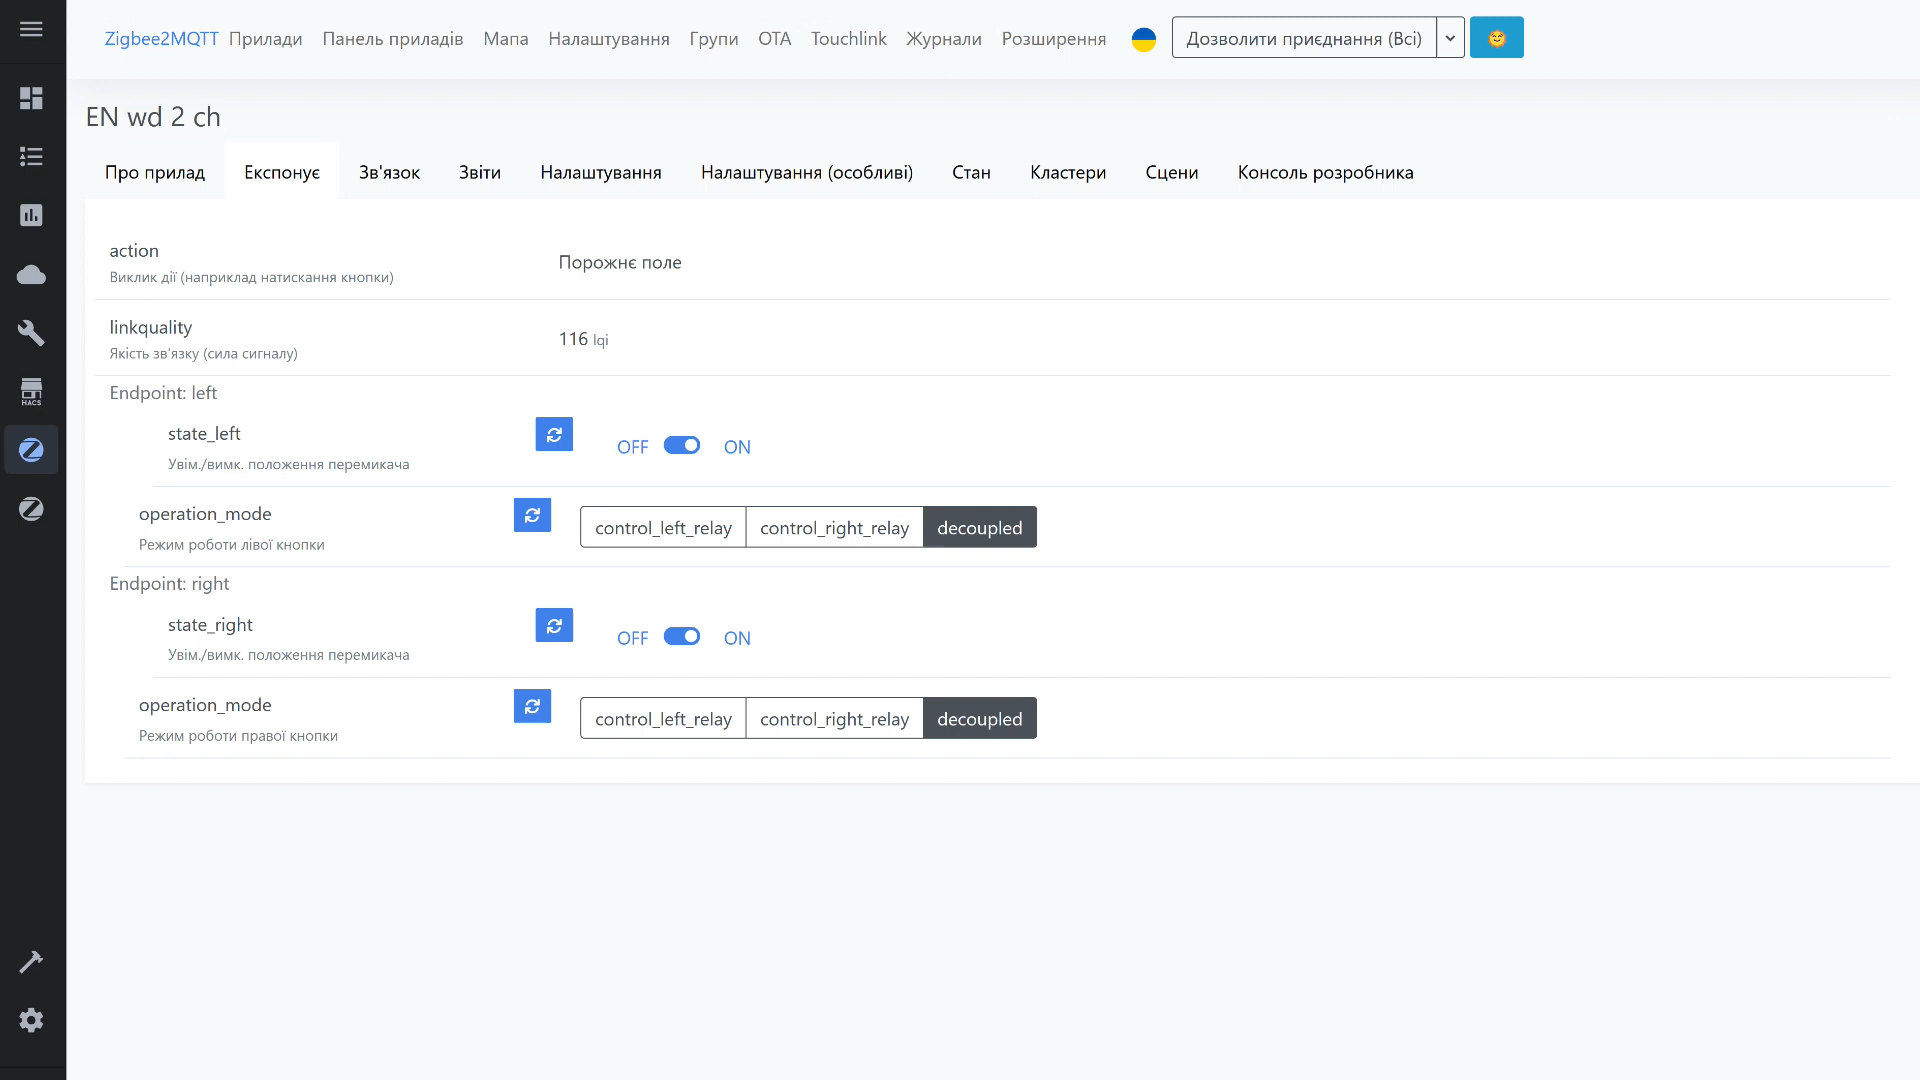 Zigbee2MQTT Прилади Панель приладів Мапа Налаштування Групи OTA Touchlink Журнали Розширення Дозволити приєднання (Всі)
EN wd 2 ch
Про прилад Експонує Зв'язок Звіти Налаштування Налаштування (особливі) Стан Кластери Сцени Консоль розробника
action
Виклик дії (наприклад натискання кнопки)
Порожнє поле
linkquality
Якість зв'язку (сила сигналу)
116 lqi
Endpoint: left
state_left
Увім./вимк. положення перемикача
OFF ON
operation_mode
Режим роботи лівої кнопки
control_left_relay control_right_relay decoupled
Endpoint: right
state_right
Увім./вимк. положення перемикача
OFF ON
operation_mode
Режим роботи правої кнопки
control_left_relay control_right_relay decoupled
HACS